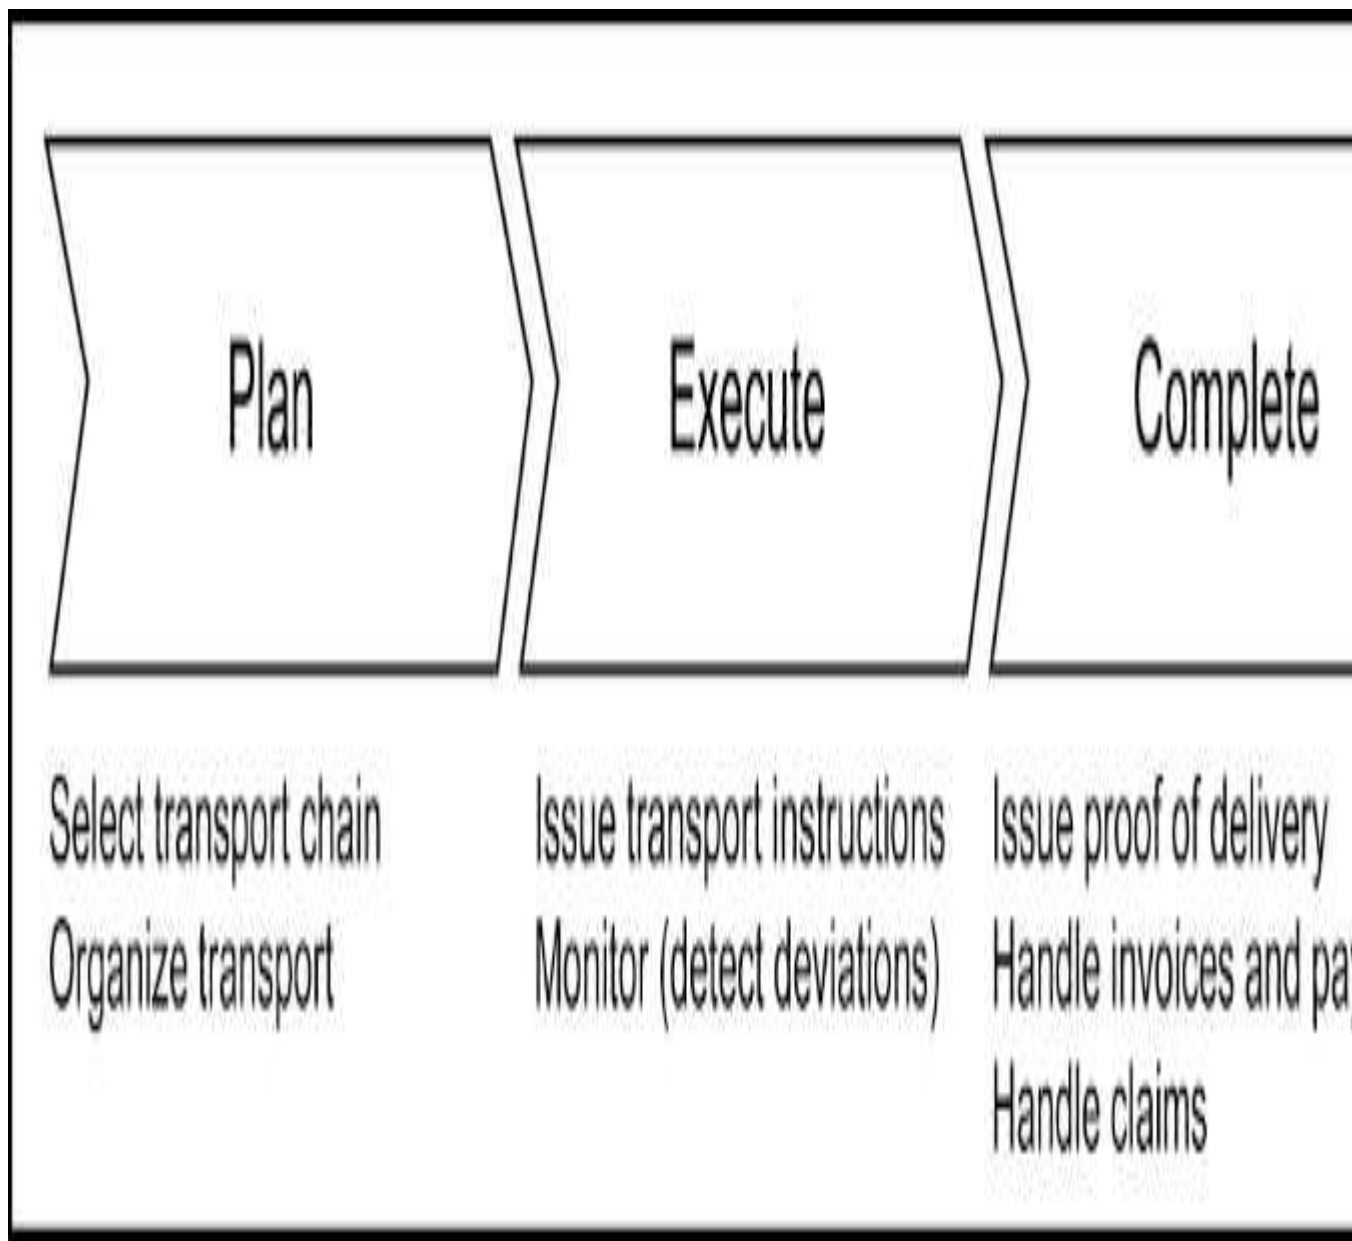 Plan
Execute
Complete
Select transport chain
Organize transport
Issue transport instructions
Monitor (detect deviations)
Issue proof of delivery
Handle invoices and
Handle claims